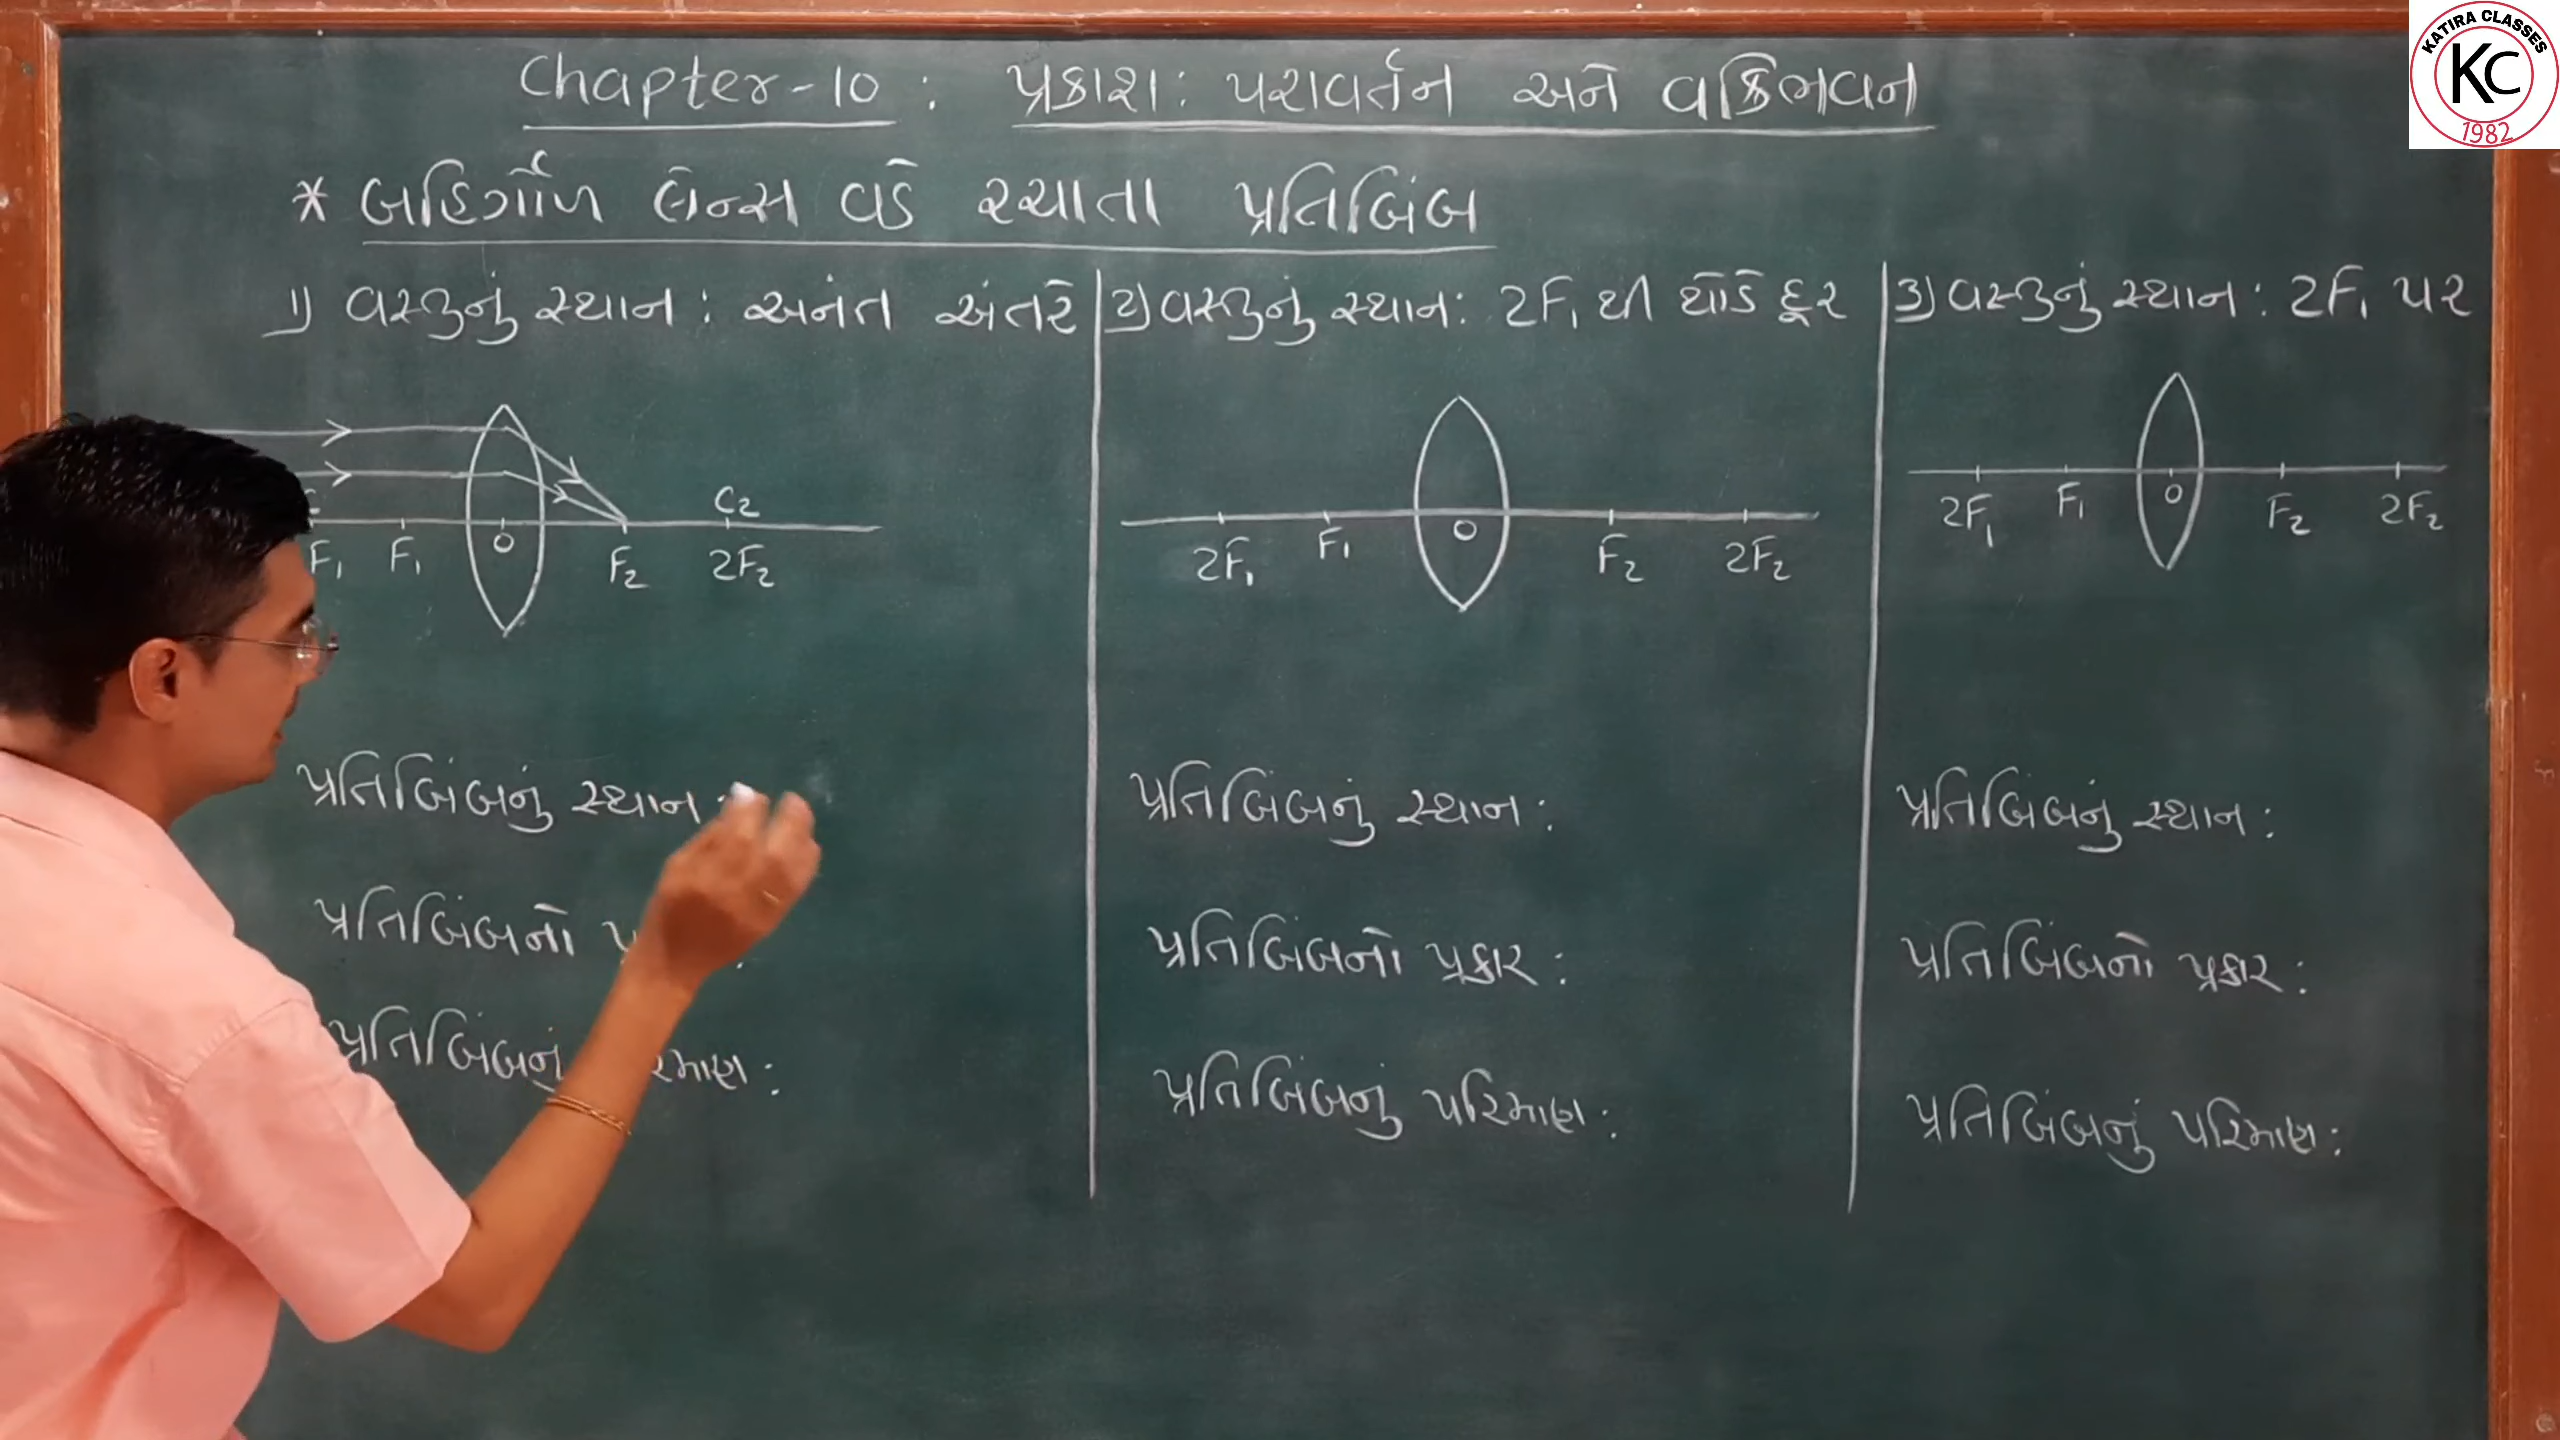 Chapter-10 : પ્રકાશ: પરાવર્તન અને વક્રિભવન
* બહિર્ગોળ લેન્સ વડે રચાતા પ્રતિબિંબ
1) વસ્તુનું સ્થાન : અનંત અંતરે
C2
F1 F1 O F2 2F2
પ્રતિબિંબનું સ્થાન :
પ્રતિબિંબનો
પ્રતિબિંબનું
2) વસ્તુનું સ્થાન: 2F1 થી થોડે દૂર
2F1 F1 O F2 2F2
પ્રતિબિંબનું સ્થાન :
પ્રતિબિંબનો પ્રકાર :
પ્રતિબિંબનું પરિમાણ :
3) વસ્તુનું સ્થાન : 2F1 પર
2F1 F1 O F2 2F2
પ્રતિબિંબનું સ્થાન :
પ્રતિબિંબનો પ્રકાર :
પ્રતિબિંબનું પરિમાણ :
KATIRA CLASSES
KC
1982